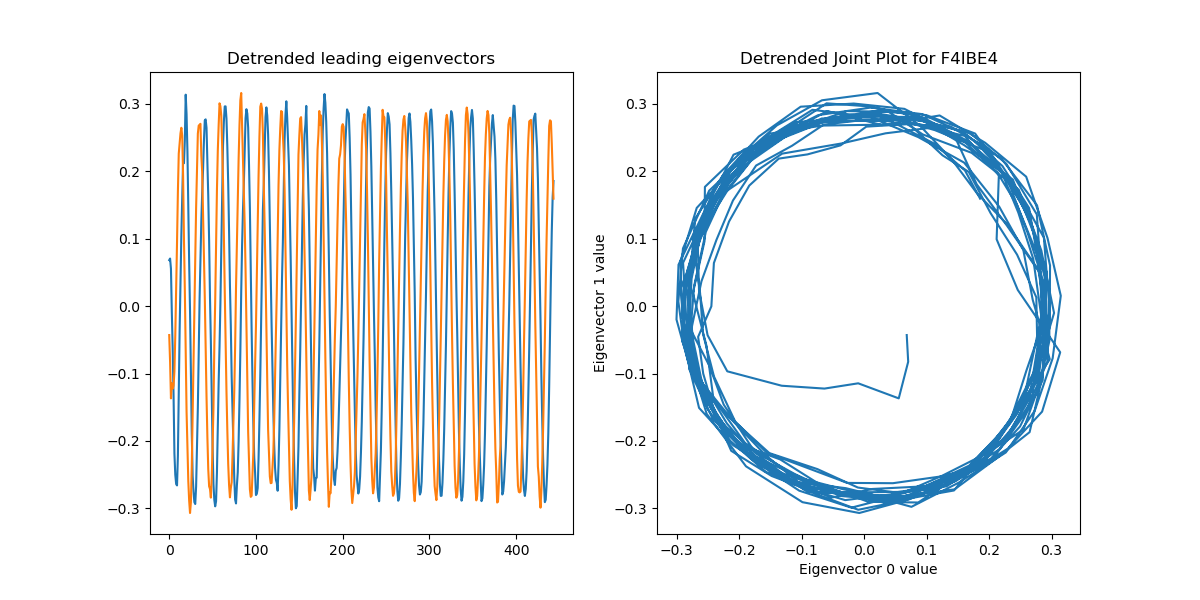 Detrended leading eigenvectors
0.3
0.2
0.1
0.0
−0.1
−0.2
−0.3
0 100 200 300 400
Detrended Joint Plot for F4IBE4
Eigenvector 1 value
0.3
0.2
0.1
0.0
−0.1
−0.2
−0.3
−0.3 −0.2 −0.1 0.0 0.1 0.2 0.3
Eigenvector 0 value